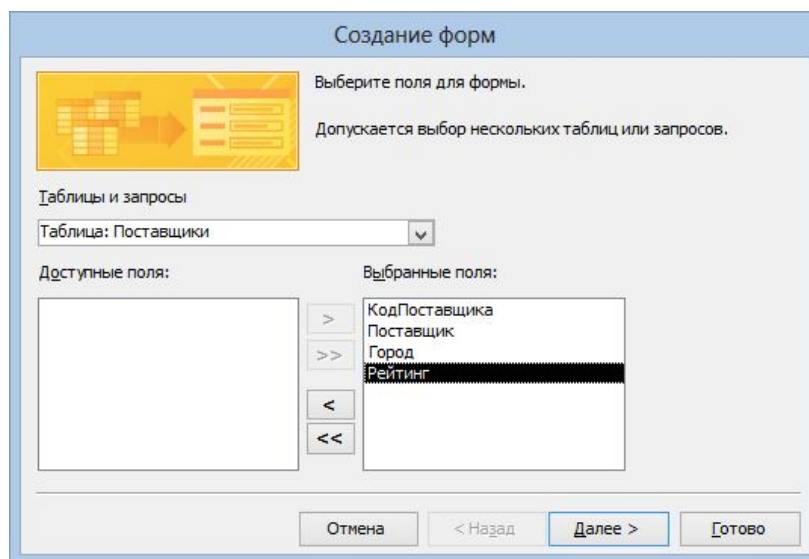 Создание форм
Выберите поля для формы.
Допускается выбор нескольких таблиц или запросов.
Таблицы и запросы
Таблица: Поставщики
Доступные поля:
Выбранные поля:
>
>>
<
<<
КодПоставщика
Поставщик
Город
Рейтинг
Отмена
< Назад
Далее >
Готово